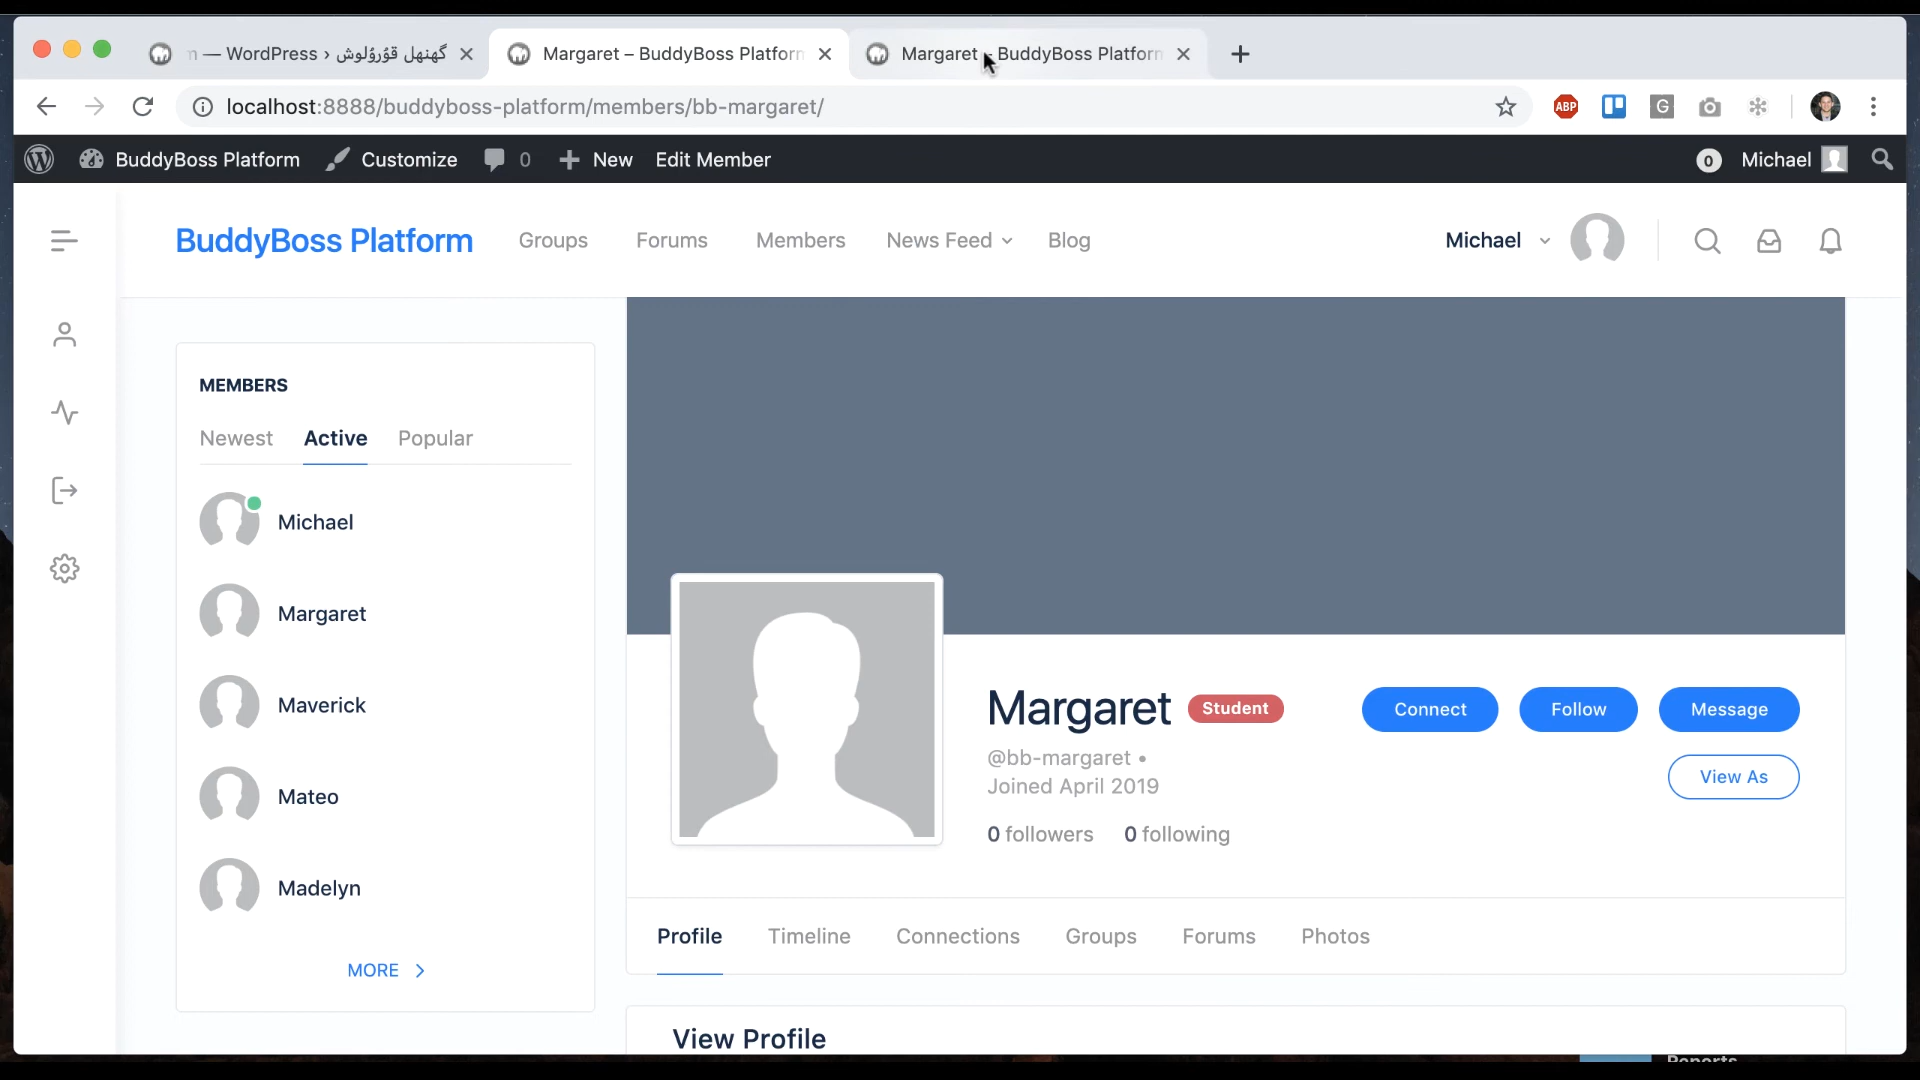 — WordPress ‹ گهنهل قۇرۇلوش
Margaret – BuddyBoss Platform
Margaret – BuddyBoss Platform
localhost:8888/buddyboss-platform/members/bb-margaret/
ABP
G
BuddyBoss Platform
Customize
0
New
Edit Member
0
Michael
BuddyBoss Platform
Groups
Forums
Members
News Feed
Blog
Michael
MEMBERS
Newest
Active
Popular
Michael
Margaret
Maverick
Mateo
Madelyn
MORE
Margaret
Student
Connect
Follow
Message
@bb-margaret •
Joined April 2019
View As
0 followers
0 following
Profile
Timeline
Connections
Groups
Forums
Photos
View Profile